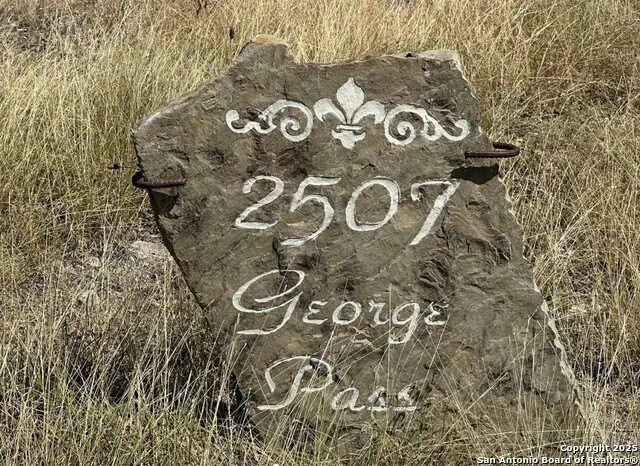 2507
George
Pass
Copyright 2025
San Antonio Board of Realtors®